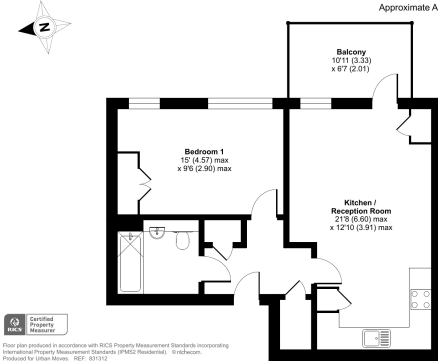 Approximate A
N
Balcony
10'11 (3.33)
x 6'7 (2.01)
Bedroom 1
15' (4.57) max
x 9'6 (2.90) max
Kitchen /
Reception Room
21'8 (6.60) max
x 12'10 (3.91) max
RICS
Certified
Property
Measurer
Floor plan produced in accordance with RICS Property Measurement Standards incorporating
International Property Measurement Standards (IPMS2 Residential). ©nichecom.
Produced for Urban Moves. REF: 831312